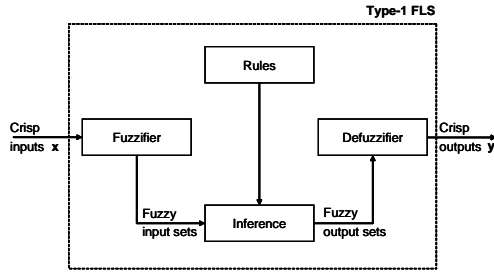 Type-1 FLS
Rules
Crisp
inputs x
Fuzzifier
Defuzzifier
Crisp
outputs y
Fuzzy
input sets
Inference
Fuzzy
output sets